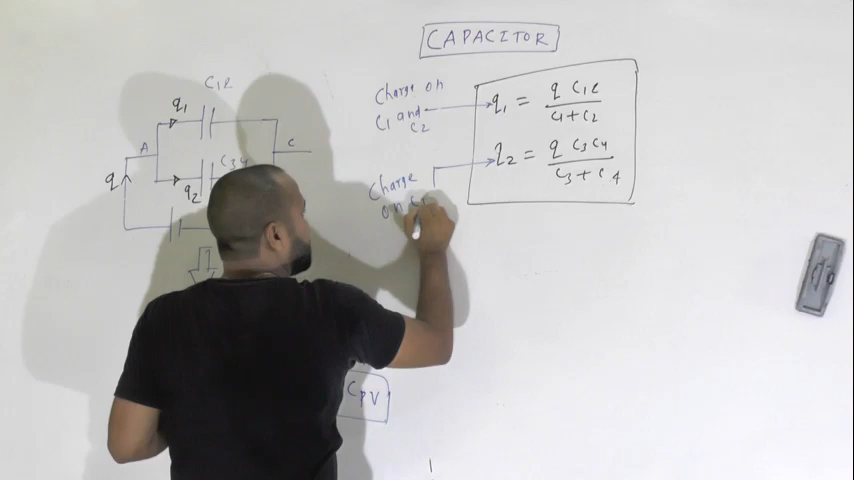 CAPACITOR
C12
q1
A
C
C34
q
q2
Charge on
C1 and
C2
q1 = q C12 / C1+C2
Charge
on C
q2 = q C3C4 / C3+C4
CPV